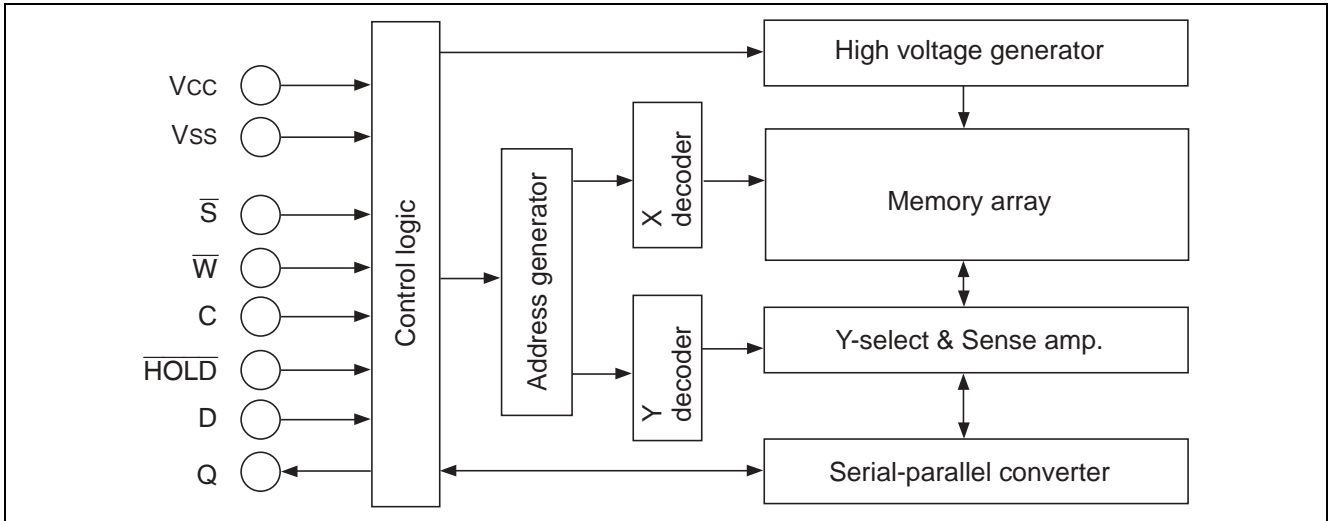 VCC
VSS
S̅
W̅
C
H̅O̅L̅D̅
D
Q
Control logic
Address generator
X
decoder
Y
decoder
High voltage generator
Memory array
Y-select & Sense amp.
Serial-parallel converter